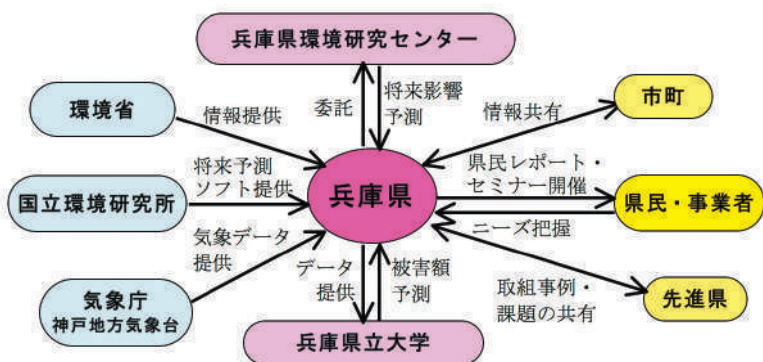 兵庫県環境研究センター
環境省
情報提供
委託
将来影響
予測
情報共有
市町
国立環境研究所
将来予測
ソフト提供
兵庫県
県民レポート・
セミナー開催
県民・事業者
ニーズ把握
気象データ
提供
気象庁
神戸地方気象台
データ
提供
被害額
予測
取組事例・
課題の共有
先進県
兵庫県立大学